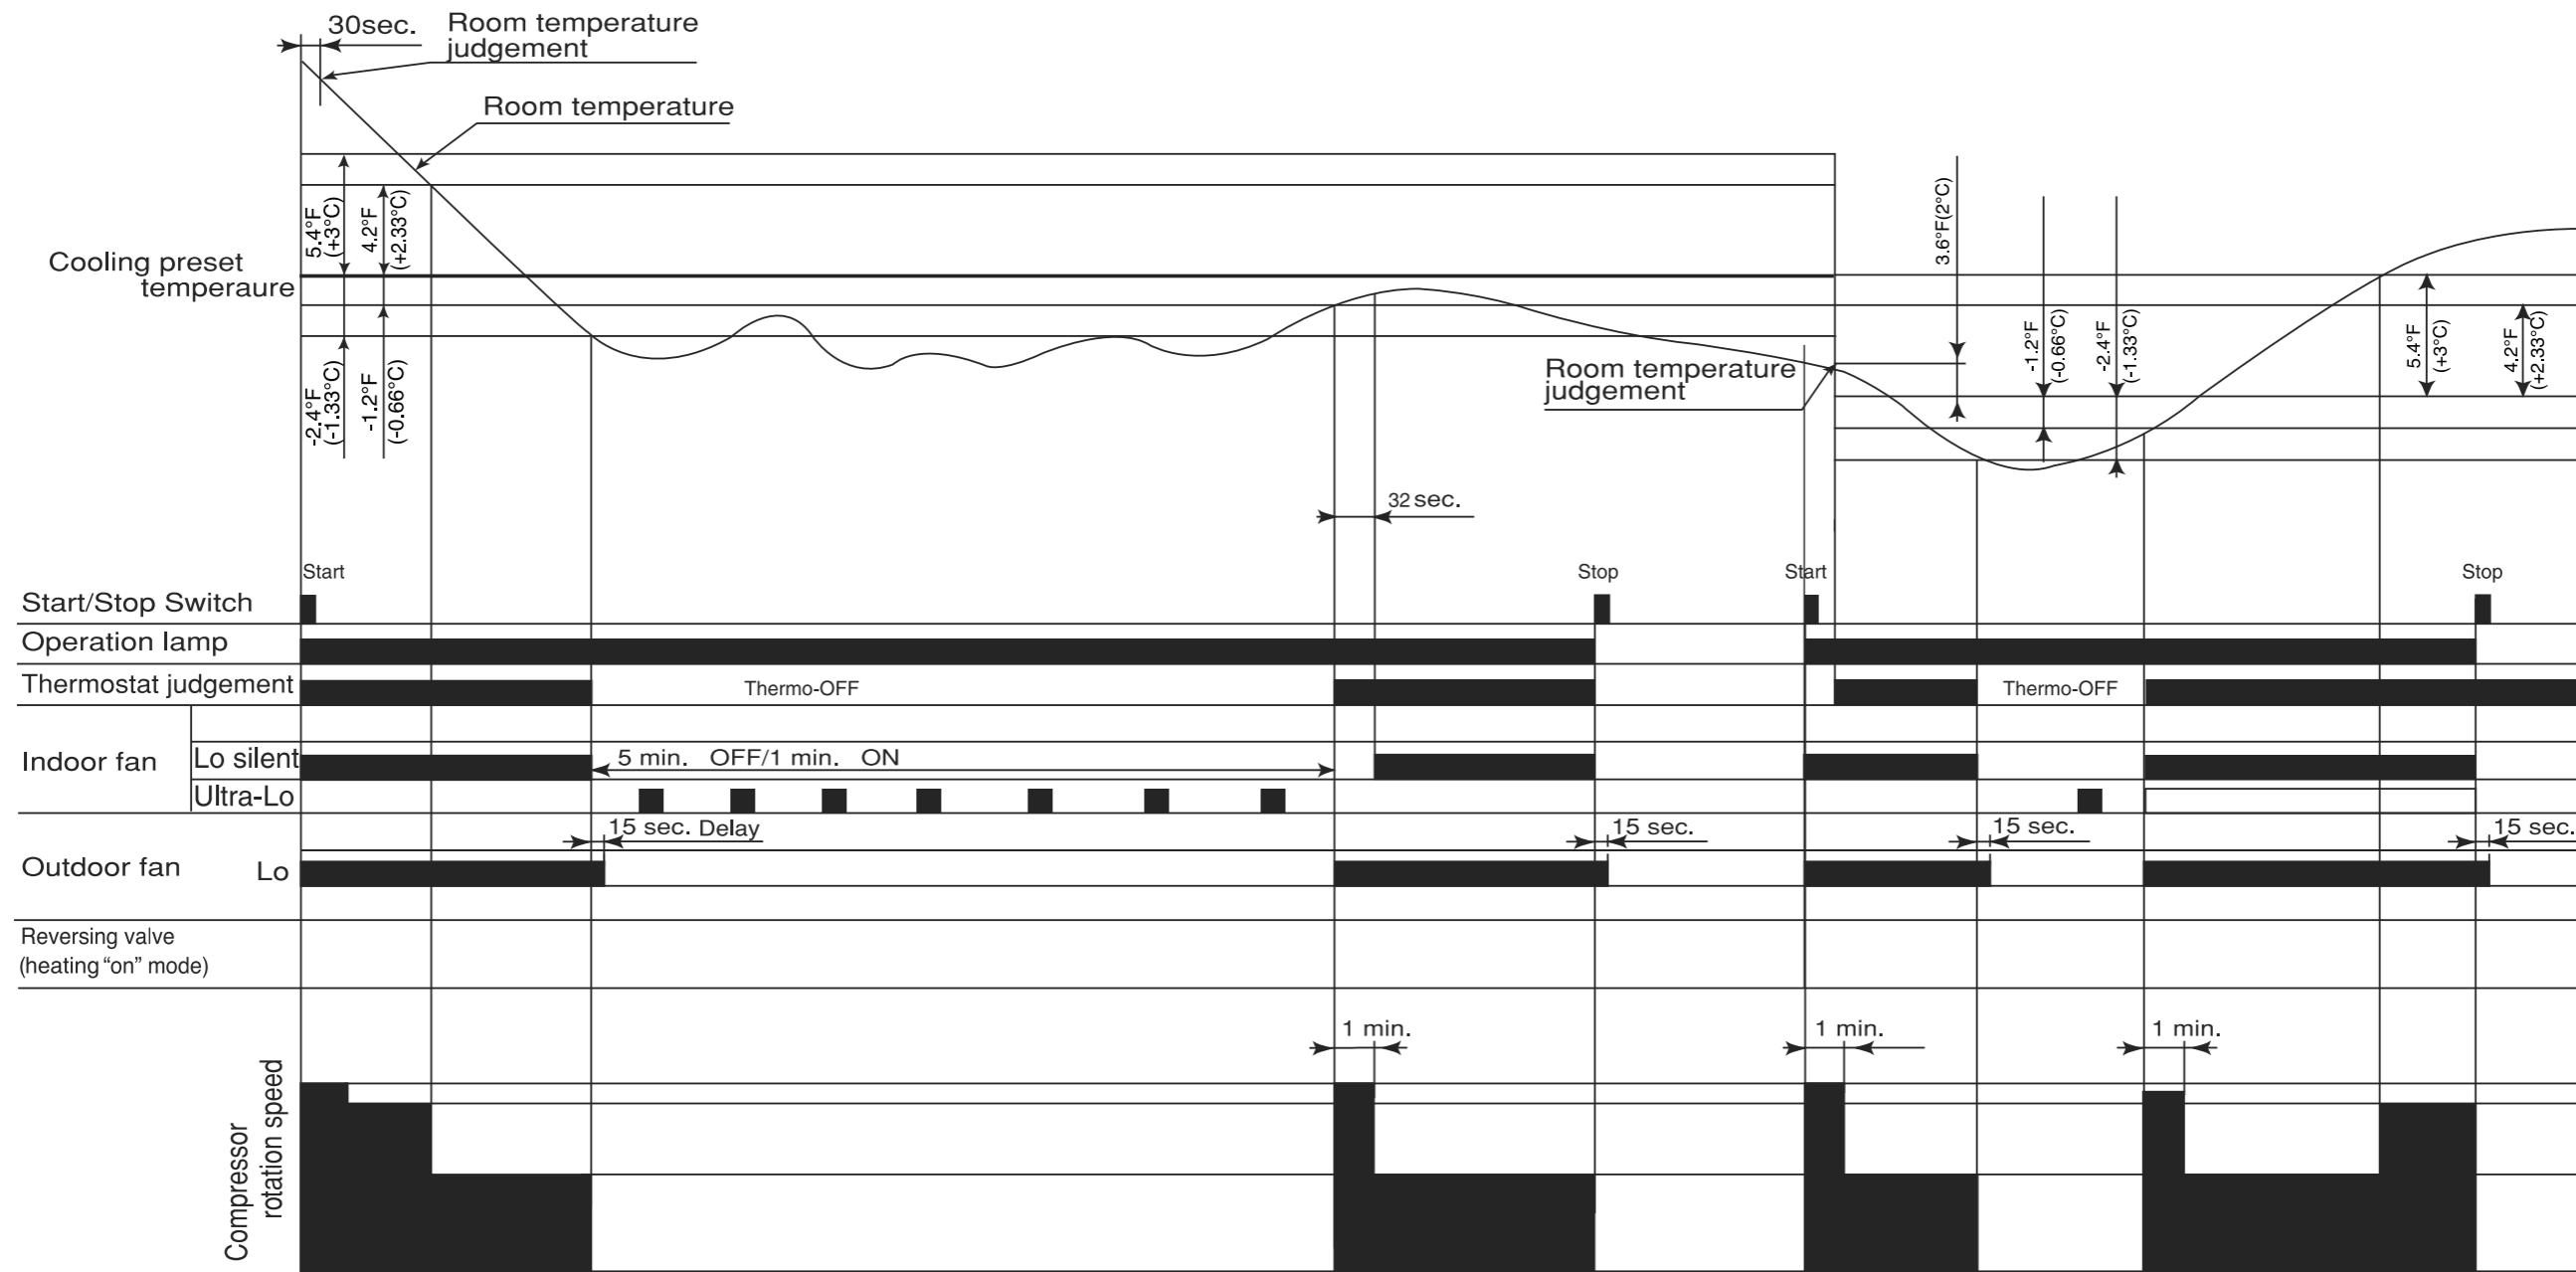 30sec.
Room temperature
judgement
Room temperature
5.4°F
(+3°C)
4.2°F
(+2.33°C)
3.6°F(2°C)
Cooling preset
temperaure
-2.4°F
(-1.33°C)
-1.2°F
(-0.66°C)
Room temperature
judgement
-1.2°F
(-0.66°C)
-2.4°F
(-1.33°C)
5.4°F
(+3°C)
4.2°F
(+2.33°C)
32 sec.
Start
Stop
Start
Stop
Start/Stop Switch
Operation lamp
Thermostat judgement
Thermo-OFF
Thermo-OFF
Indoor fan
Lo silent
5 min. OFF/1 min. ON
Ultra-Lo
15 sec. Delay
15 sec.
15 sec.
15 sec.
Outdoor fan
Lo
Reversing valve
(heating “on” mode)
1 min.
1 min.
1 min.
Compressor
rotation speed